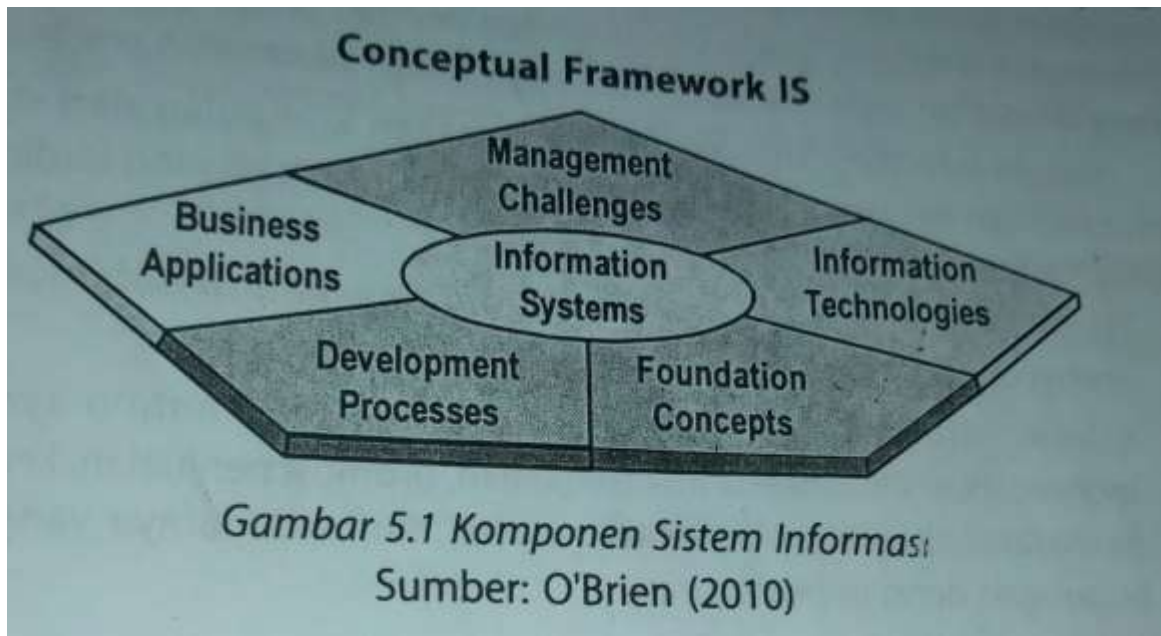 Conceptual Framework IS
Management
Challenges
Business
Applications
Information
Systems
Information
Technologies
Development
Processes
Foundation
Concepts
Gambar 5.1 Komponen Sistem Informasi
Sumber: O'Brien (2010)